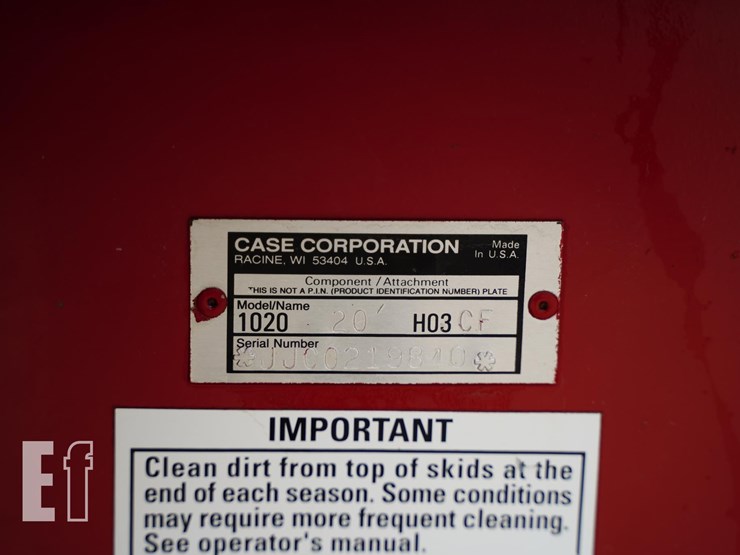 CASE CORPORATION
RACINE, WI 53404 U.S.A.
Made
In U.S.A.
Component / Attachment
THIS IS NOT A P.I.N. (PRODUCT IDENTIFICATION NUMBER) PLATE
Model/Name
1020 20' H03 CF
Serial Number
IMPORTANT
Clean dirt from top of skids at the
end of each season. Some conditions
may require more frequent cleaning.
See operator's manual.
Ef